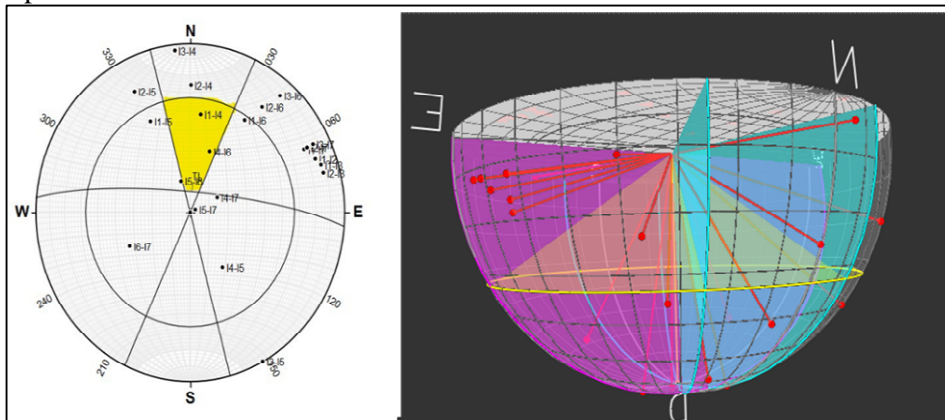 N
I3-I4
330
030
I2-I5
I2-I4
I3-I6
I2-I6
I1-I5
I1-I4
I1-I6
300
060
I4-I6
I1-I2
I2-I3
I4-I7
W
I5-I7
E
I6-I7
I4-I5
240
120
210
150
S
E
N
D